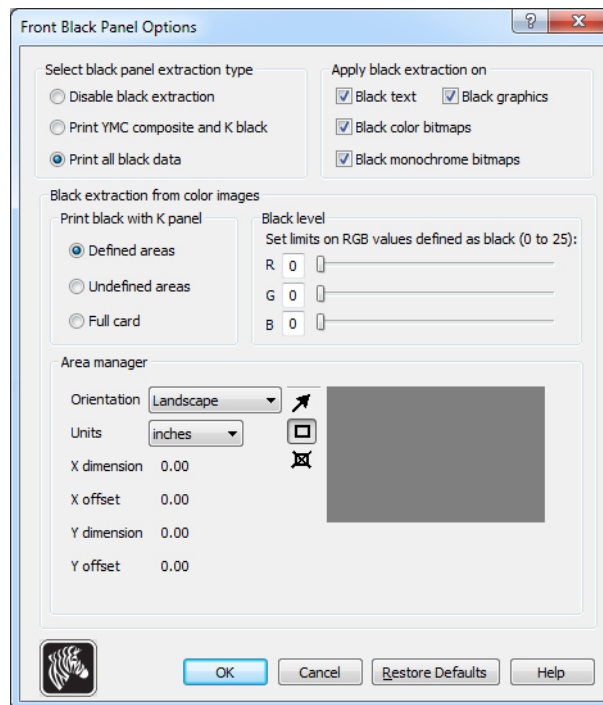 Front Black Panel Options
?
Select black panel extraction type
Disable black extraction
Print YMC composite and K black
Print all black data
Apply black extraction on
Black text Black graphics
Black color bitmaps
Black monochrome bitmaps
Black extraction from color images
Print black with K panel
Defined areas
Undefined areas
Full card
Black level
Set limits on RGB values defined as black (0 to 25):
R 0
G 0
B 0
Area manager
Orientation Landscape
Units inches
X dimension 0.00
X offset 0.00
Y dimension 0.00
Y offset 0.00
OK Cancel Restore Defaults Help